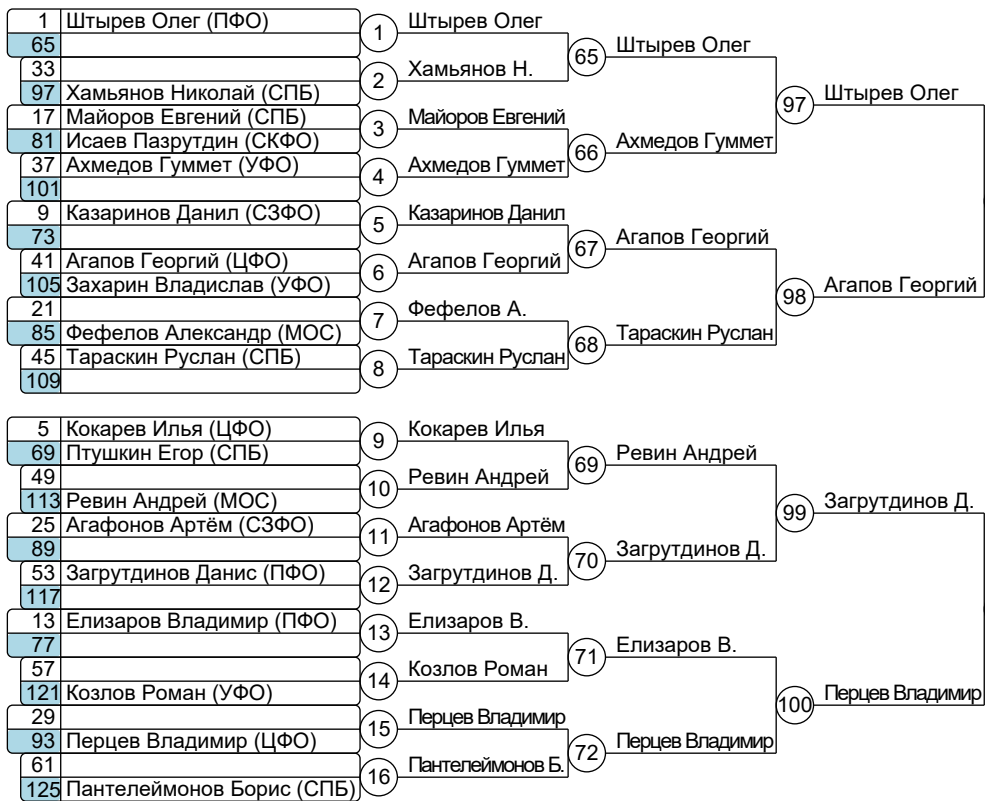 1 Штырев Олег (ПФО)
65
33
97 Хамьянов Николай (СПБ)
17 Майоров Евгений (СПБ)
81 Исаев Пазрутдин (СКФО)
37 Ахмедов Гуммет (УФО)
101
9 Казаринов Данил (СЗФО)
73
41 Агапов Георгий (ЦФО)
105 Захарин Владислав (УФО)
21
85 Фефелов Александр (МОС)
45 Тараскин Руслан (СПБ)
109
1 Штырев Олег
2 Хамьянов Н.
3 Майоров Евгений
4 Ахмедов Гуммет
5 Казаринов Данил
6 Агапов Георгий
7 Фефелов А.
8 Тараскин Руслан
65 Штырев Олег
66 Ахмедов Гуммет
67 Агапов Георгий
68 Тараскин Руслан
97 Штырев Олег
98 Агапов Георгий
5 Кокарев Илья (ЦФО)
69 Птушкин Егор (СПБ)
49
113 Ревин Андрей (МОС)
25 Агафонов Артём (СЗФО)
89
53 Загрутдинов Данис (ПФО)
117
13 Елизаров Владимир (ПФО)
77
57
121 Козлов Роман (УФО)
29
93 Перцев Владимир (ЦФО)
61
125 Пантелеймонов Борис (СПБ)
9 Кокарев Илья
10 Ревин Андрей
11 Агафонов Артём
12 Загрутдинов Д.
13 Елизаров В.
14 Козлов Роман
15 Перцев Владимир
16 Пантелеймонов Б.
69 Ревин Андрей
70 Загрутдинов Д.
71 Елизаров В.
72 Перцев Владимир
99 Загрутдинов Д.
100 Перцев Владимир